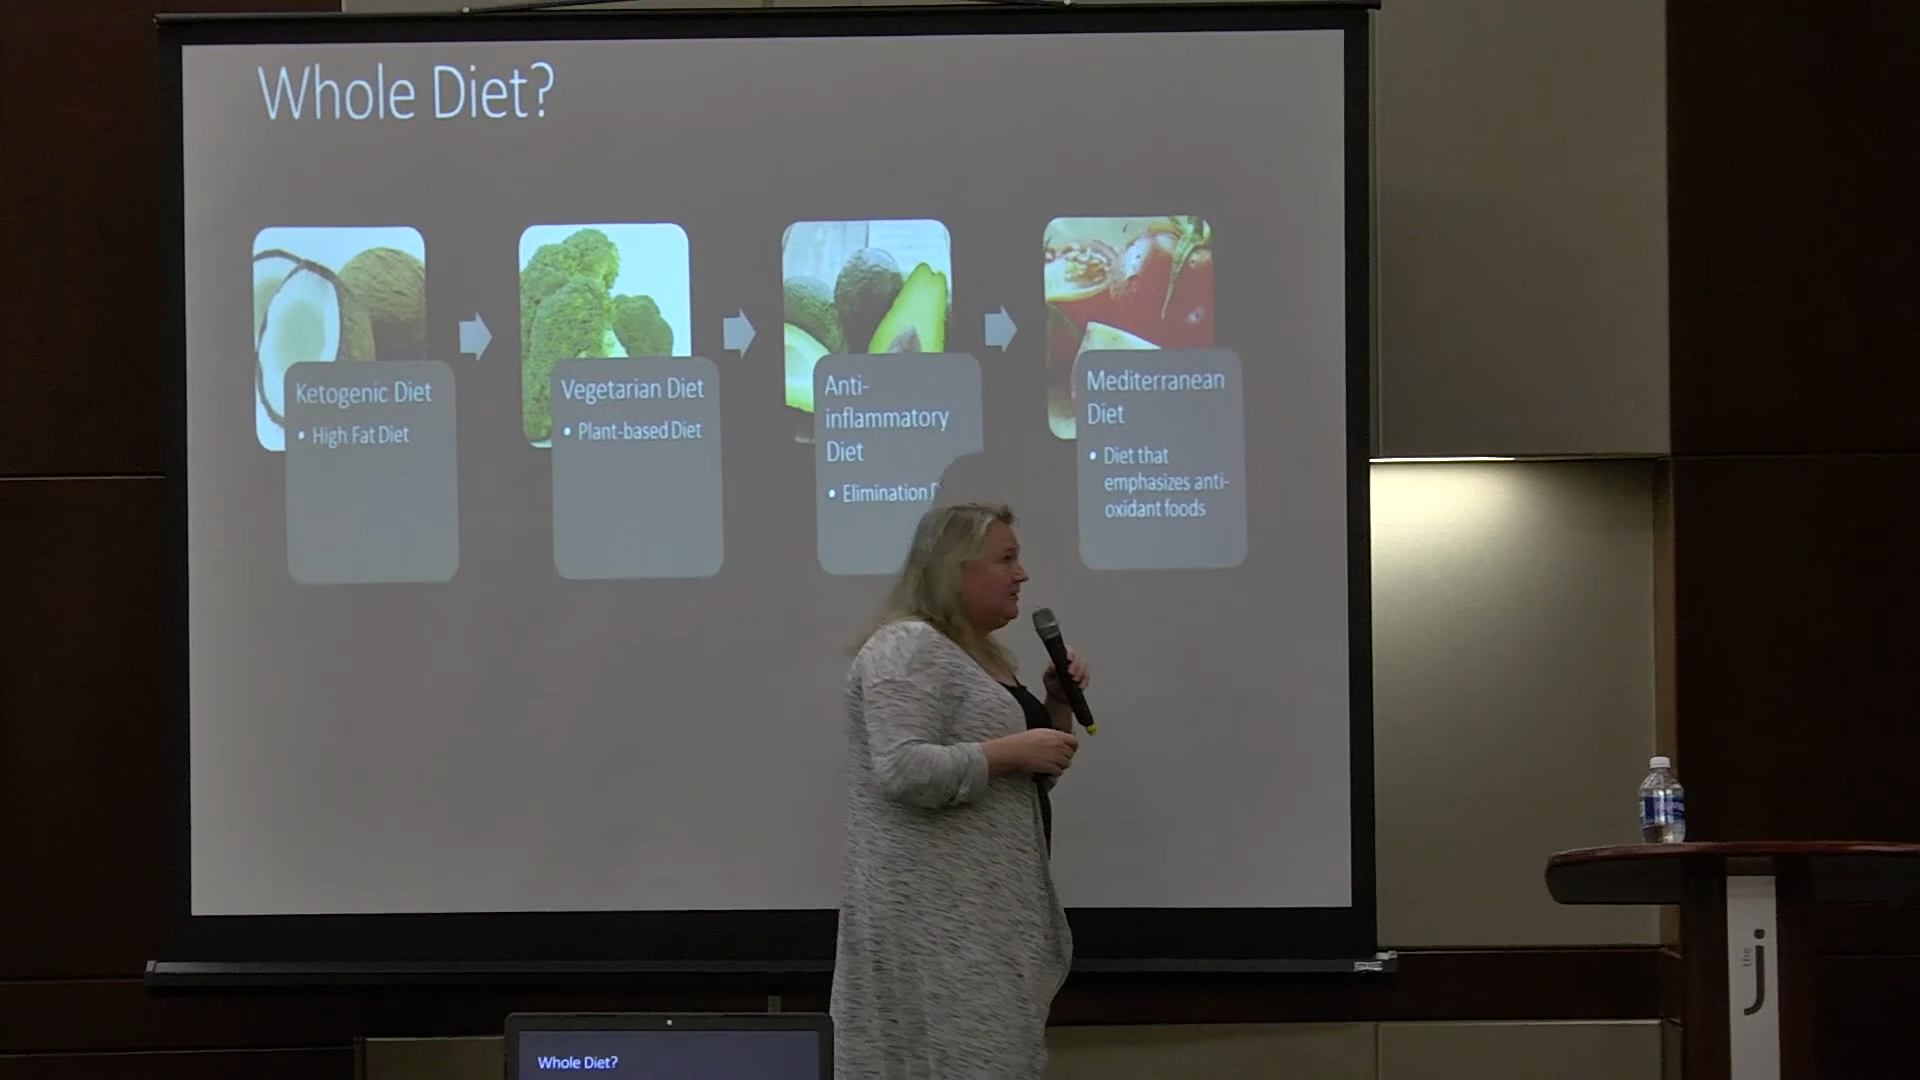 Whole Diet?
Ketogenic Diet
• High Fat Diet
Vegetarian Diet
• Plant-based Diet
Anti-
inflammatory
Diet
• Elimination
Mediterranean
Diet
• Diet that
emphasizes anti-
oxidant foods
the j
Whole Diet?